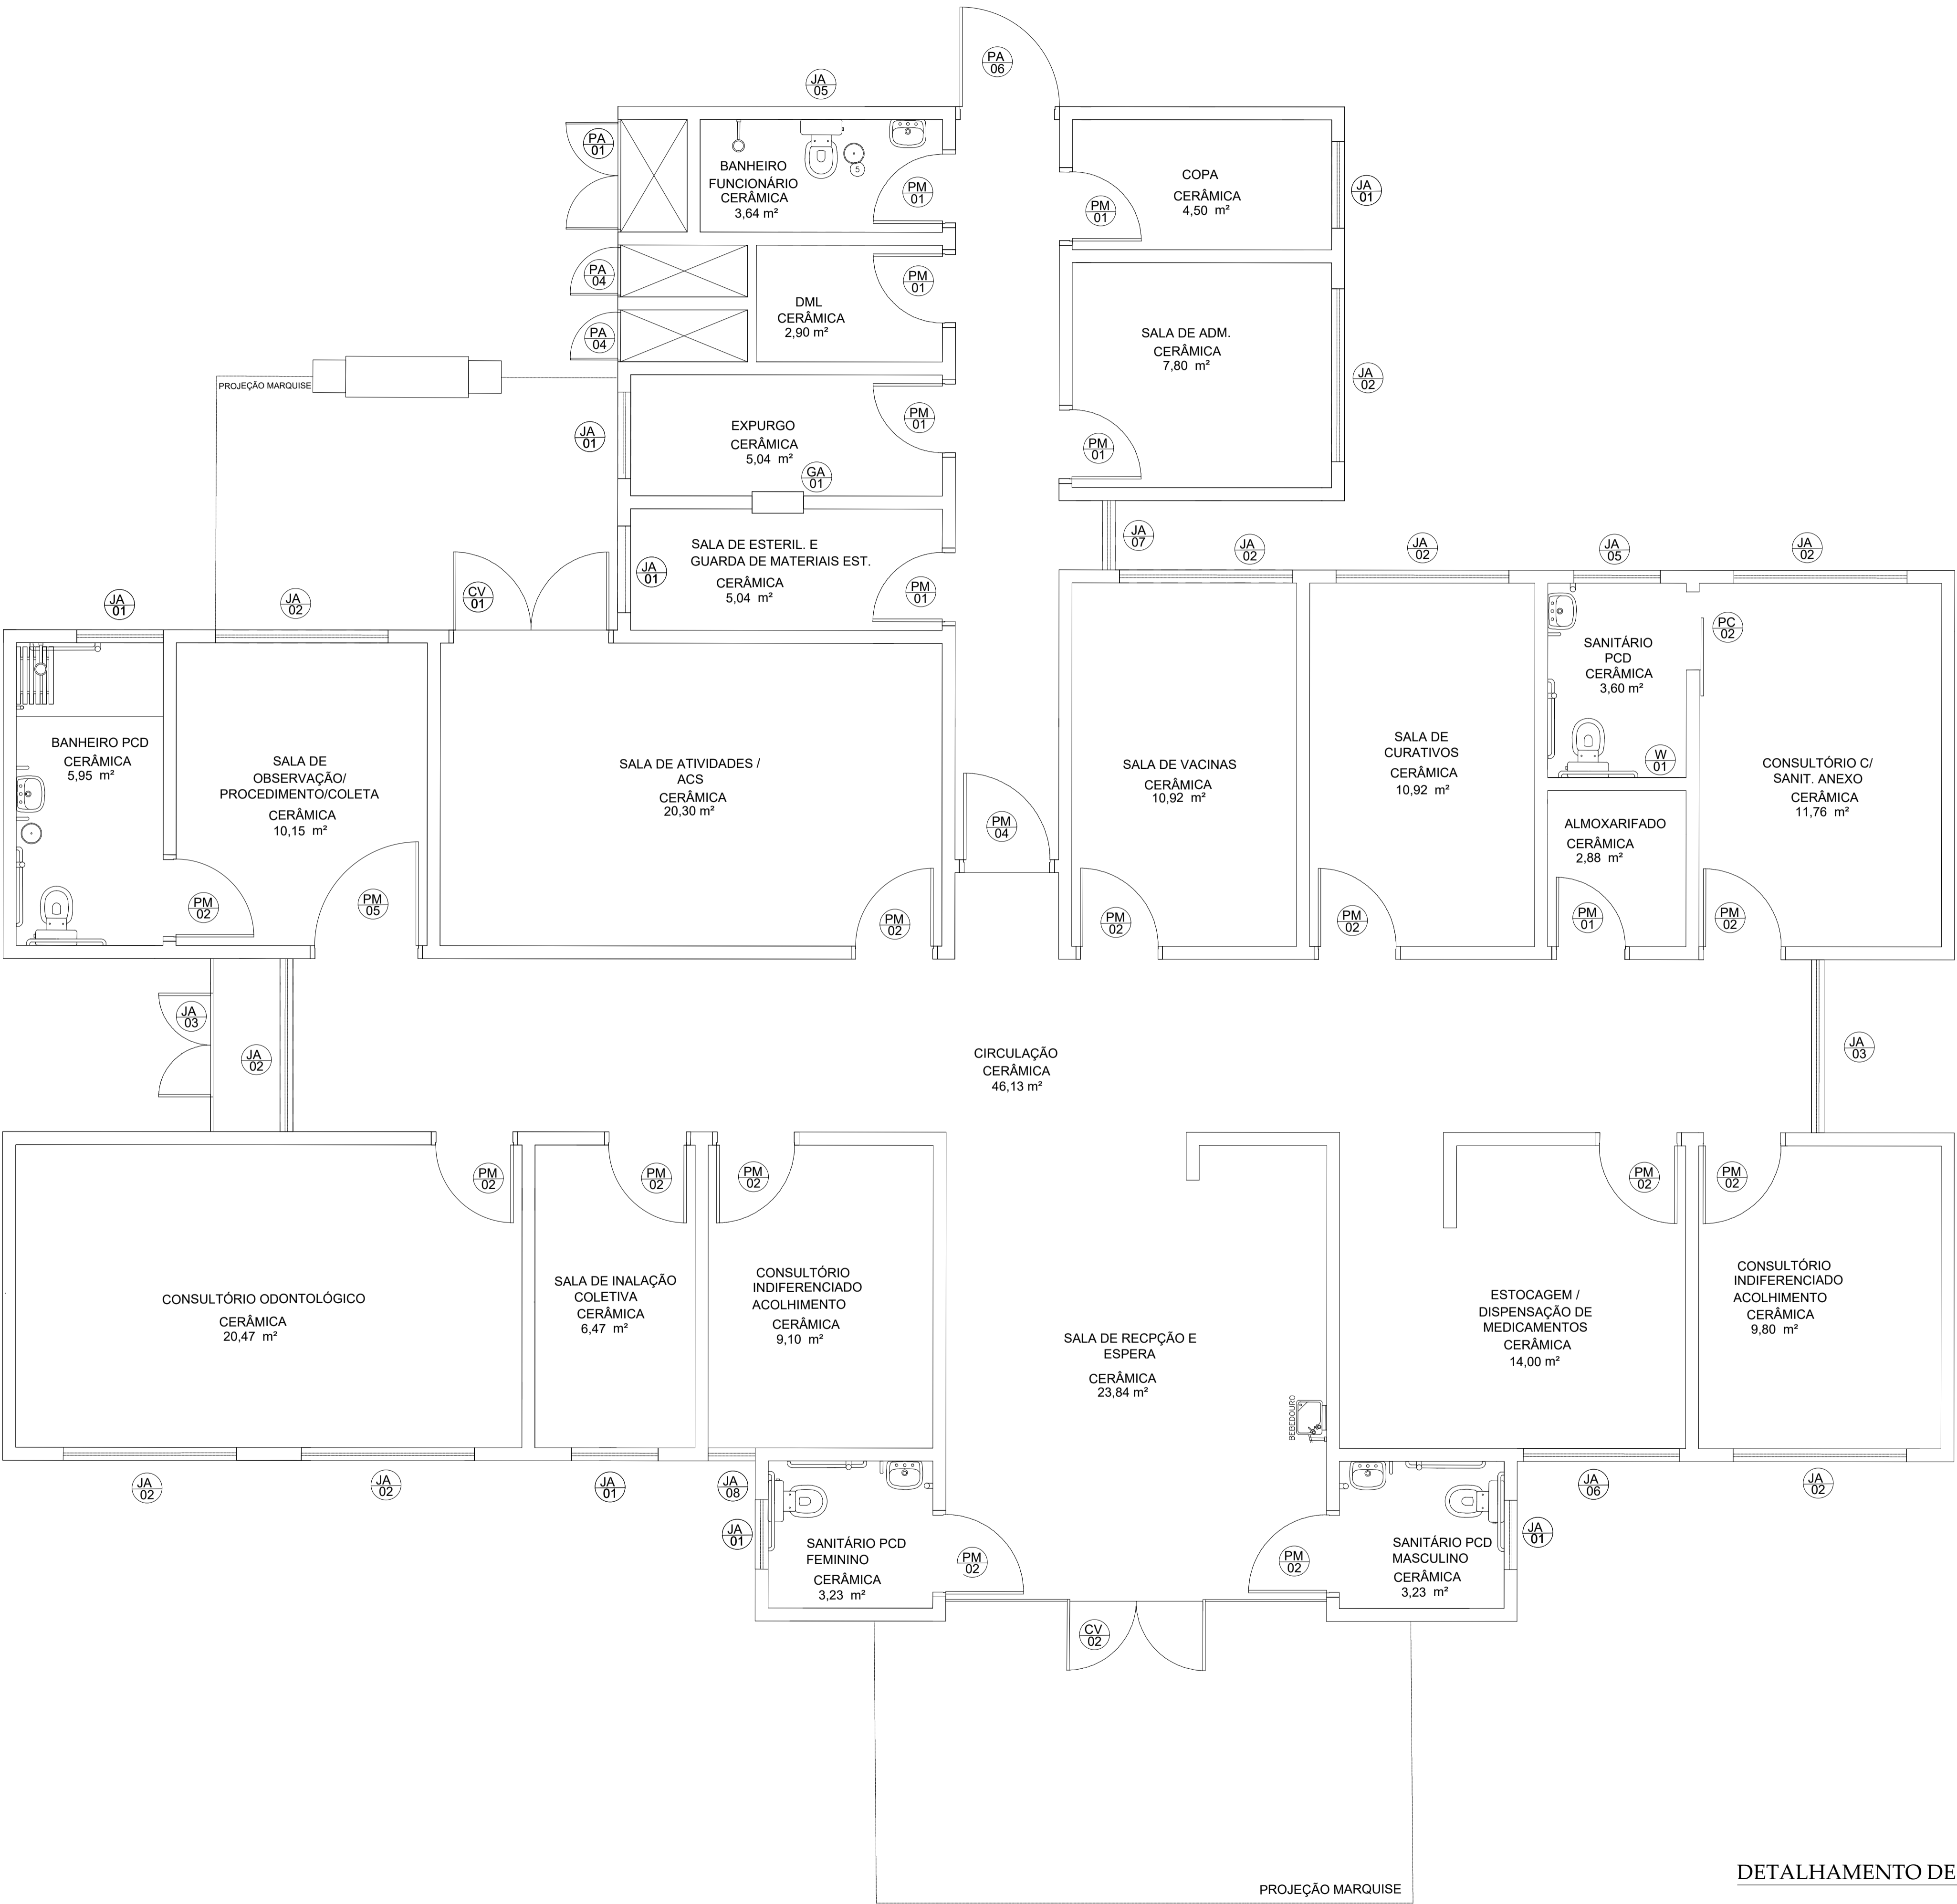 PA
06
JA
05
PA
01
BANHEIRO
FUNCIONÁRIO
CERÂMICA
3,64 m²
5
PM
01
PM
01
COPA
CERÂMICA
4,50 m²
JA
01
PA
04
PA
04
DML
CERÂMICA
2,90 m²
PM
01
SALA DE ADM.
CERÂMICA
7,80 m²
JA
02
PM
01
PROJEÇÃO MARQUISE
JA
01
EXPURGO
CERÂMICA
5,04 m²
GA
01
PM
01
SALA DE ESTERIL. E
GUARDA DE MATERIAIS EST.
CERÂMICA
5,04 m²
JA
01
PM
01
CV
01
JA
07
JA
02
JA
02
JA
05
JA
02
JA
01
JA
02
BANHEIRO PCD
CERÂMICA
5,95 m²
PM
02
SALA DE
OBSERVAÇÃO/
PROCEDIMENTO/COLETA
CERÂMICA
10,15 m²
PM
05
SALA DE ATIVIDADES /
ACS
CERÂMICA
20,30 m²
PM
02
PM
04
SALA DE VACINAS
CERÂMICA
10,92 m²
PM
02
SALA DE
CURATIVOS
CERÂMICA
10,92 m²
PM
02
SANITÁRIO
PCD
CERÂMICA
3,60 m²
W
01
PC
02
ALMOXARIFADO
CERÂMICA
2,88 m²
PM
01
CONSULTÓRIO C/
SANIT. ANEXO
CERÂMICA
11,76 m²
PM
02
JA
03
JA
02
CIRCULAÇÃO
CERÂMICA
46,13 m²
JA
03
PM
02
PM
02
PM
02
PM
02
PM
02
CONSULTÓRIO ODONTOLÓGICO
CERÂMICA
20,47 m²
SALA DE INALAÇÃO
COLETIVA
CERÂMICA
6,47 m²
CONSULTÓRIO
INDIFERENCIADO
ACOLHIMENTO
CERÂMICA
9,10 m²
SALA DE RECPÇÃO E
ESPERA
CERÂMICA
23,84 m²
BEBEDOURO
ESTOCAGEM /
DISPENSAÇÃO DE
MEDICAMENTOS
CERÂMICA
14,00 m²
CONSULTÓRIO
INDIFERENCIADO
ACOLHIMENTO
CERÂMICA
9,80 m²
JA
02
JA
02
JA
01
JA
08
JA
06
JA
02
JA
01
SANITÁRIO PCD
FEMININO
CERÂMICA
3,23 m²
PM
02
PM
02
SANITÁRIO PCD
MASCULINO
CERÂMICA
3,23 m²
JA
01
CV
02
PROJEÇÃO MARQUISE
DETALHAMENTO DE